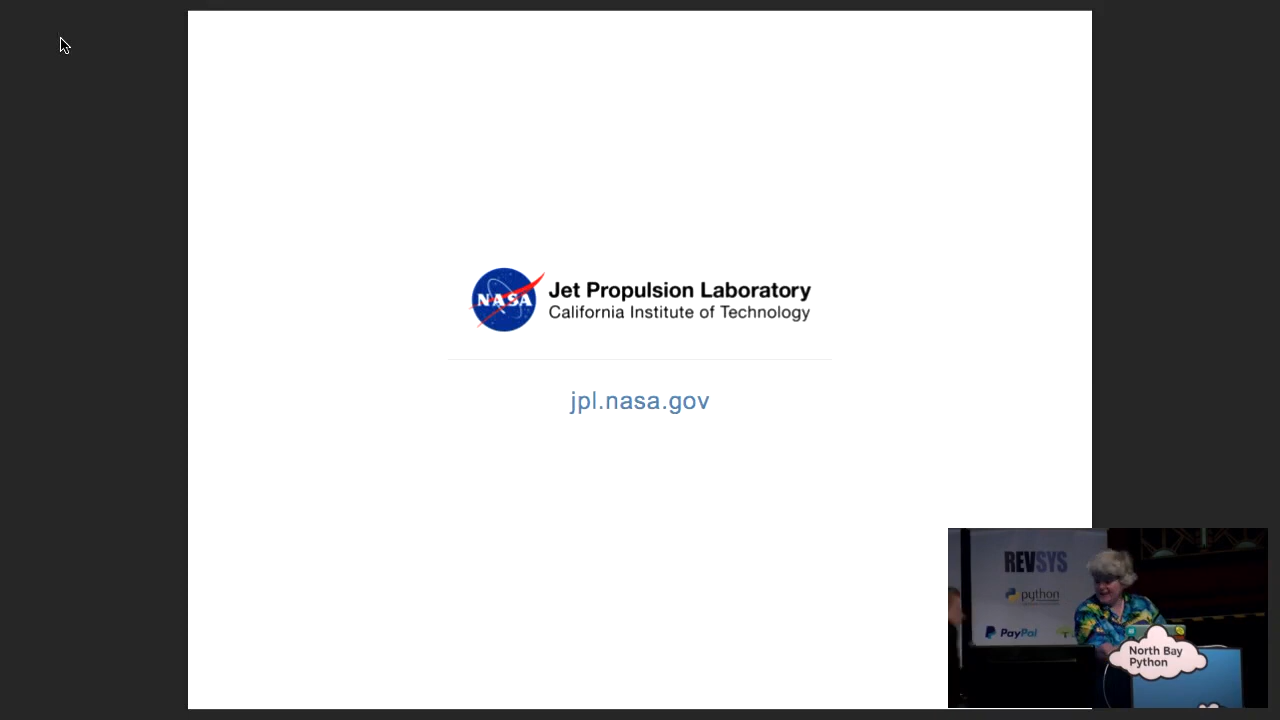 NASA
Jet Propulsion Laboratory
California Institute of Technology
jpl.nasa.gov
REVSYS
python
PayPal
North Bay
Python